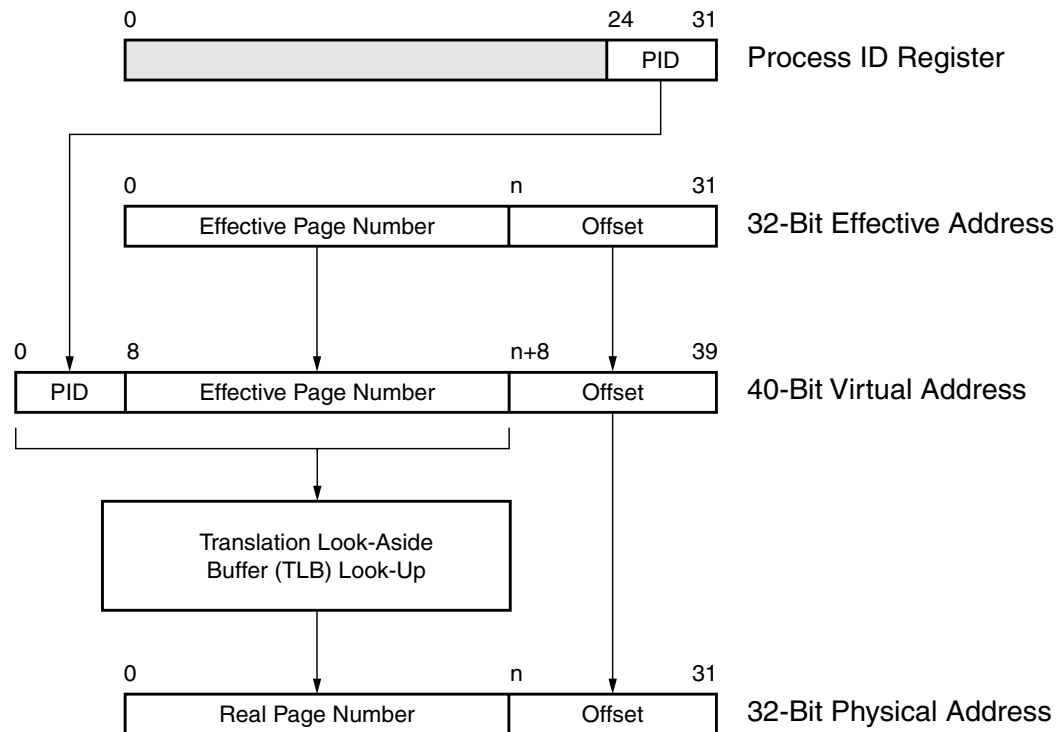 0 24 31
PID Process ID Register
0 n 31
Effective Page Number Offset 32-Bit Effective Address
0 8 n+8 39
PID Effective Page Number Offset 40-Bit Virtual Address
Translation Look-Aside
Buffer (TLB) Look-Up
0 n 31
Real Page Number Offset 32-Bit Physical Address